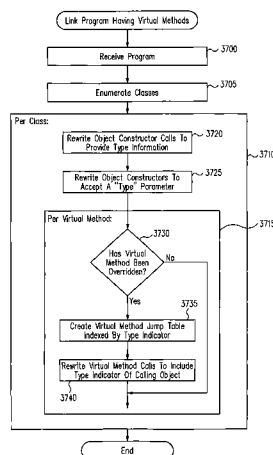 Link Program Having Virtual Methods
3700
Receive Program
3705
Enumerate Classes
Per Class:
3720
Rewrite Object Constructor Calls To
Provide Type Information
3710
3725
Rewrite Object Constructors To
Accept A "Type" Parameter
3715
Per Virtual Method:
3730
Has Virtual
Method Been
Overridden?
No
Yes
3735
Create Virtual Method Jump Table
Indexed By Type Indicator
Rewrite Virtual Method Calls To Include
Type Indicator Of Calling Object
3740
End